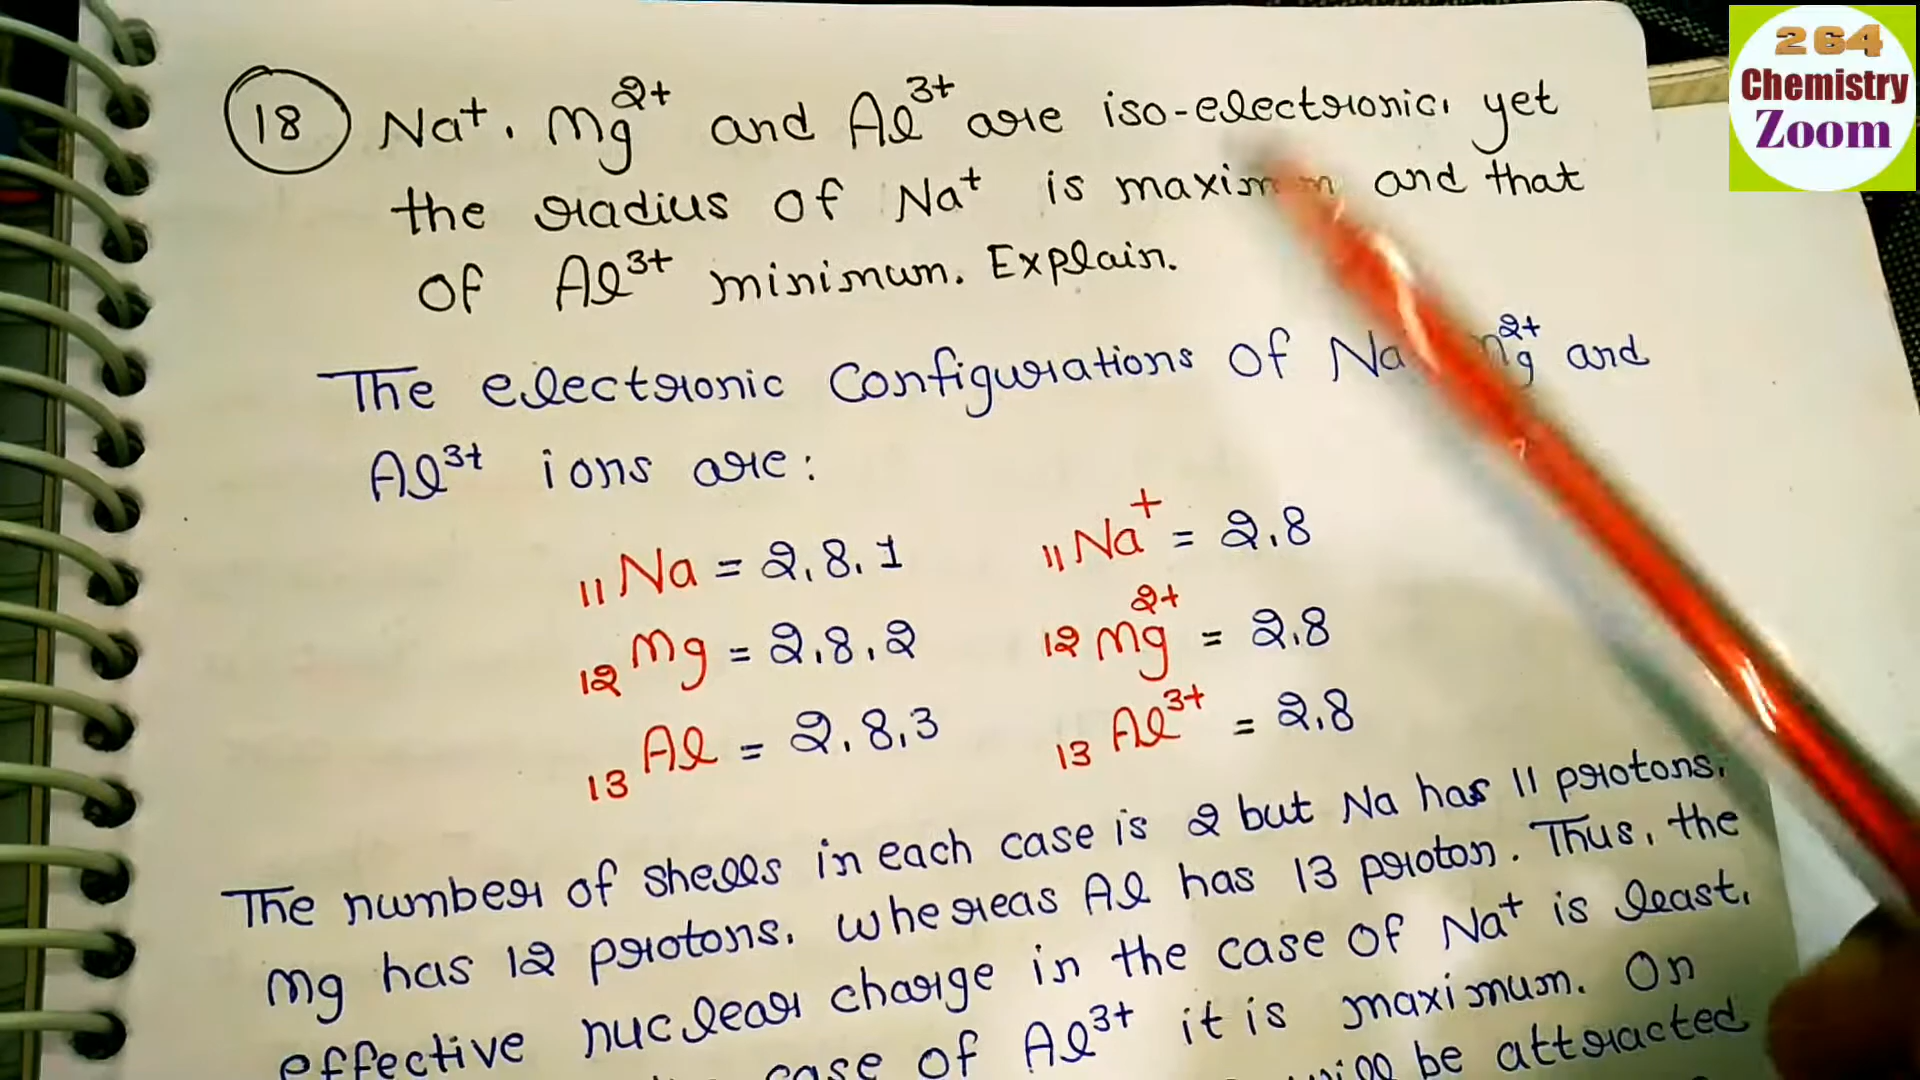 264
Chemistry
Zoom
18 Na⁺, Mg²⁺ and Al³⁺ are iso-electronic, yet
the radius of Na⁺ is and that
of Al³⁺ minimum. Explain.
The electronic Configurations of Na and
Al³⁺ ions are:
₁₁Na = 2,8,1 ₁₁Na⁺ = 2,8
₁₂Mg = 2,8,2 ₁₂Mg²⁺ = 2,8
₁₃Al = 2,8,3 ₁₃Al³⁺ = 2,8
The number of shells in each case is 2 but Na has 11 protons,
Mg has 12 protons, whereas Al has 13 proton. Thus, the
effective nuclear charge in the case of Na⁺ is least,
case of Al³⁺ it is maximum. On
be attracted